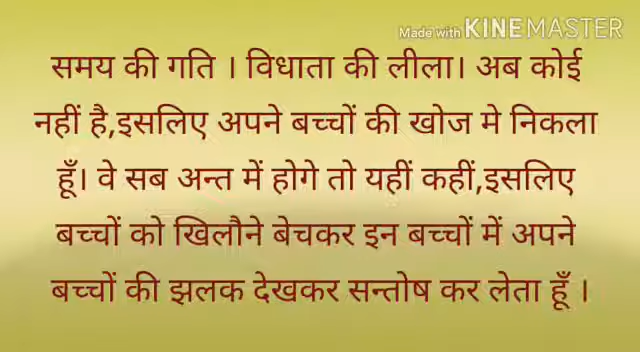 Made with KINEMASTER
समय की गति । विधाता की लीला। अब कोई
नहीं है,इसलिए अपने बच्चों की खोज मे निकला
हूँ। वे सब अन्त में होगे तो यहीं कहीं,इसलिए
बच्चों को खिलौने बेचकर इन बच्चों में अपने
बच्चों की झलक देखकर सन्तोष कर लेता हूँ ।